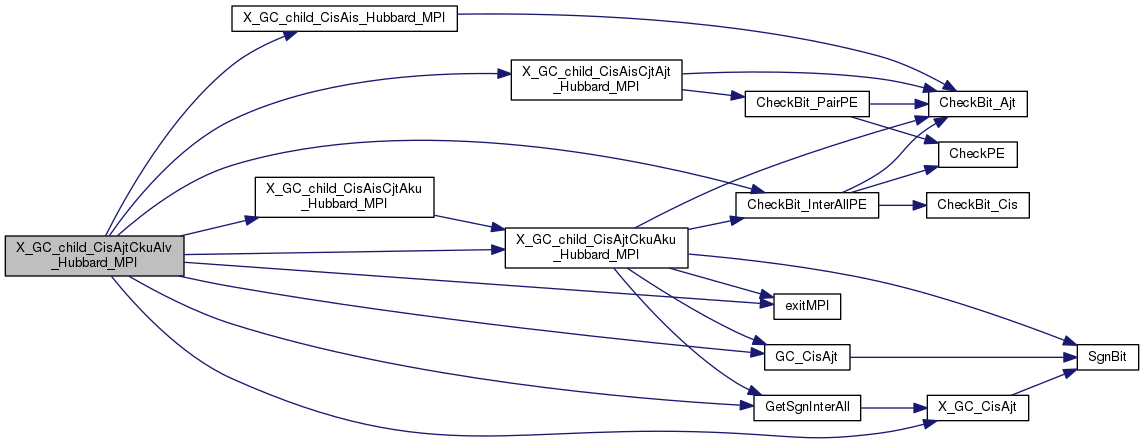 X_GC_child_CisAis_Hubbard_MPI
X_GC_child_CisAisCjtAjt
_Hubbard_MPI
CheckBit_PairPE
CheckBit_Ajt
CheckPE
X_GC_child_CisAisCjtAku
_Hubbard_MPI
CheckBit_InterAllPE
CheckBit_Cis
X_GC_child_CisAjtCkuAlv
_Hubbard_MPI
X_GC_child_CisAjtCkuAku
_Hubbard_MPI
exitMPI
GC_CisAjt
SgnBit
GetSgnInterAll
X_GC_CisAjt